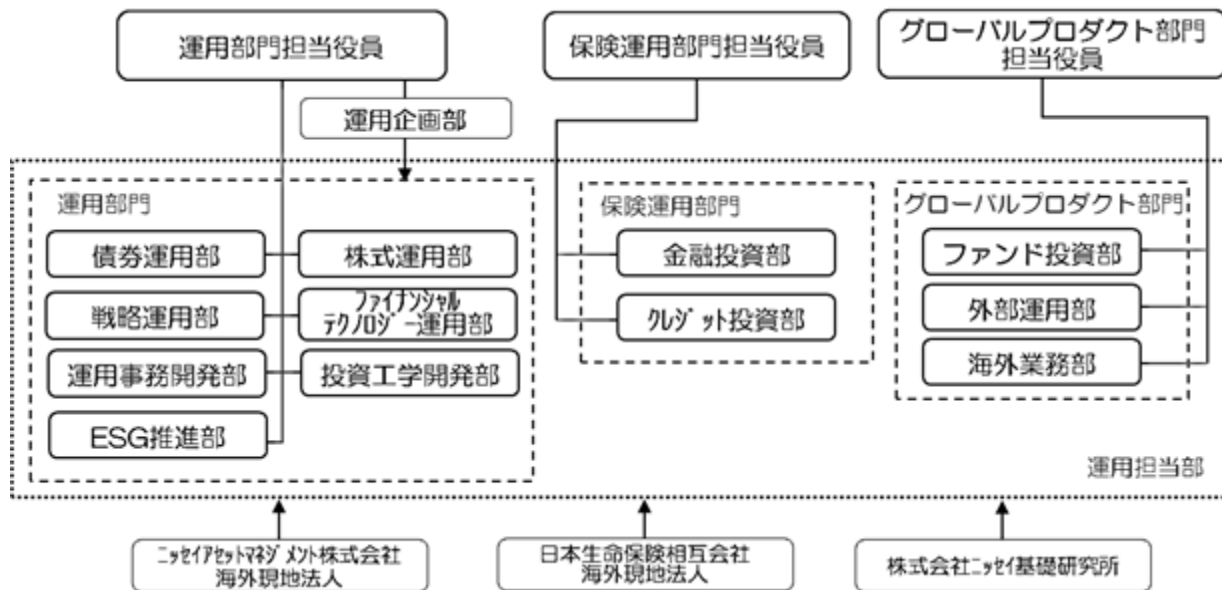 運用部門担当役員
保険運用部門担当役員
グローバルプロダクト部門
担当役員
運用企画部
運用部門
債券運用部
株式運用部
戦略運用部
ファイナンシャル
テクノロジー運用部
運用事務開発部
投資工学開発部
ESG推進部
保険運用部門
金融投資部
クレジット投資部
グローバルプロダクト部門
ファンド投資部
外部運用部
海外業務部
運用担当部
ニッセイアセットマネジメント株式会社
海外現地法人
日本生命保険相互会社
海外現地法人
株式会社ニッセイ基礎研究所